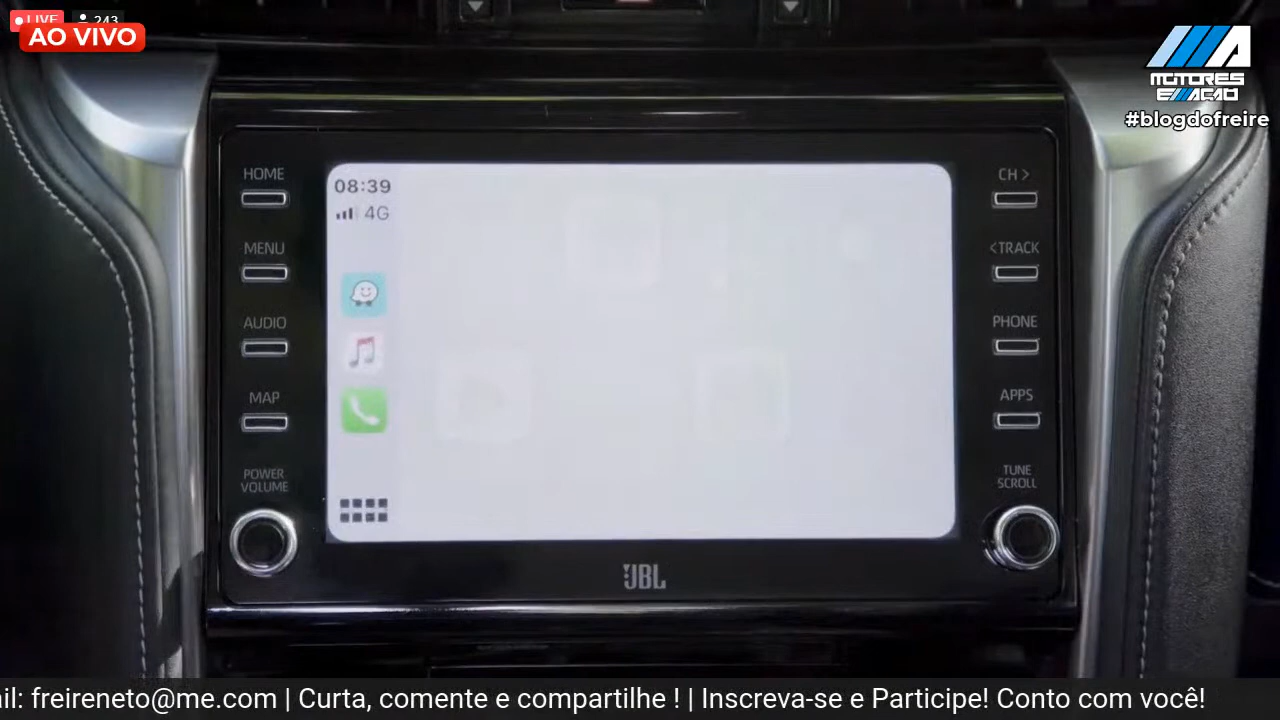 LIVE 243
AO VIVO
MOTORES
EM AÇÃO
#blogdofreire
HOME
MENU
AUDIO
MAP
POWER
VOLUME
08:39
4G
CH >
<TRACK
PHONE
APPS
TUNE
SCROLL
JBL
ail: freireneto@me.com | Curta, comente e compartilhe ! | Inscreva-se e Participe! Conto com você!